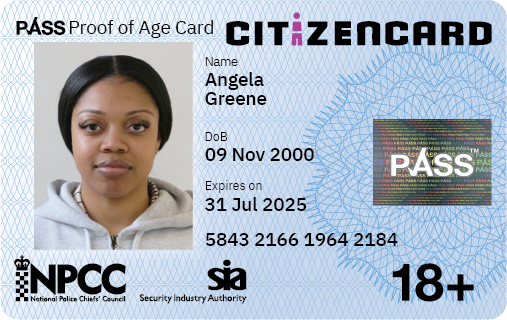 PASS Proof of Age Card
CITIZENCARD
Name
Angela
Greene
DoB
09 Nov 2000
Expires on
31 Jul 2025
5843 2166 1964 2184
PASS™
NPCC
National Police Chiefs' Council
sia
Security Industry Authority
18+